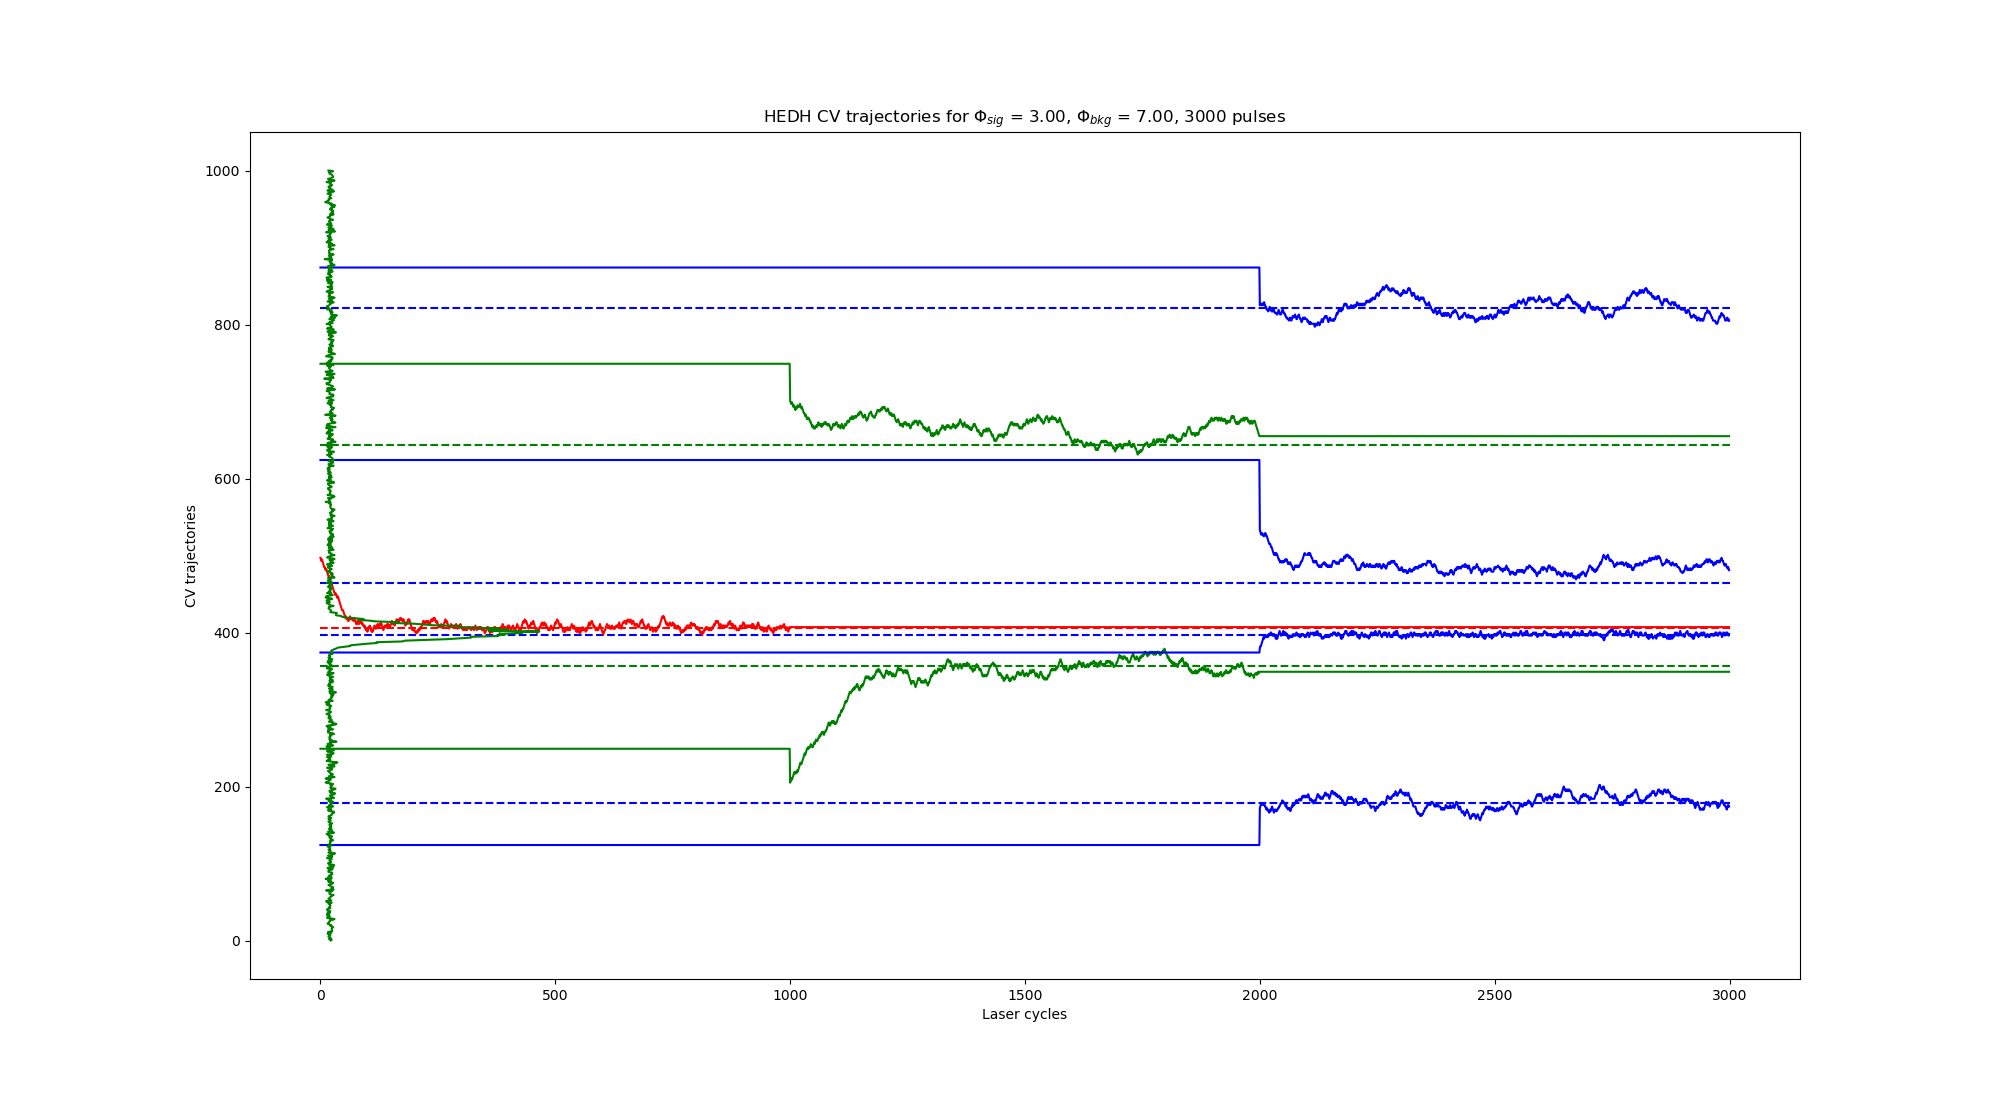 HEDH CV trajectories for Φsig = 3.00, Φbkg = 7.00, 3000 pulses
1000
800
600
400
200
0
CV trajectories
0 500 1000 1500 2000 2500 3000
Laser cycles